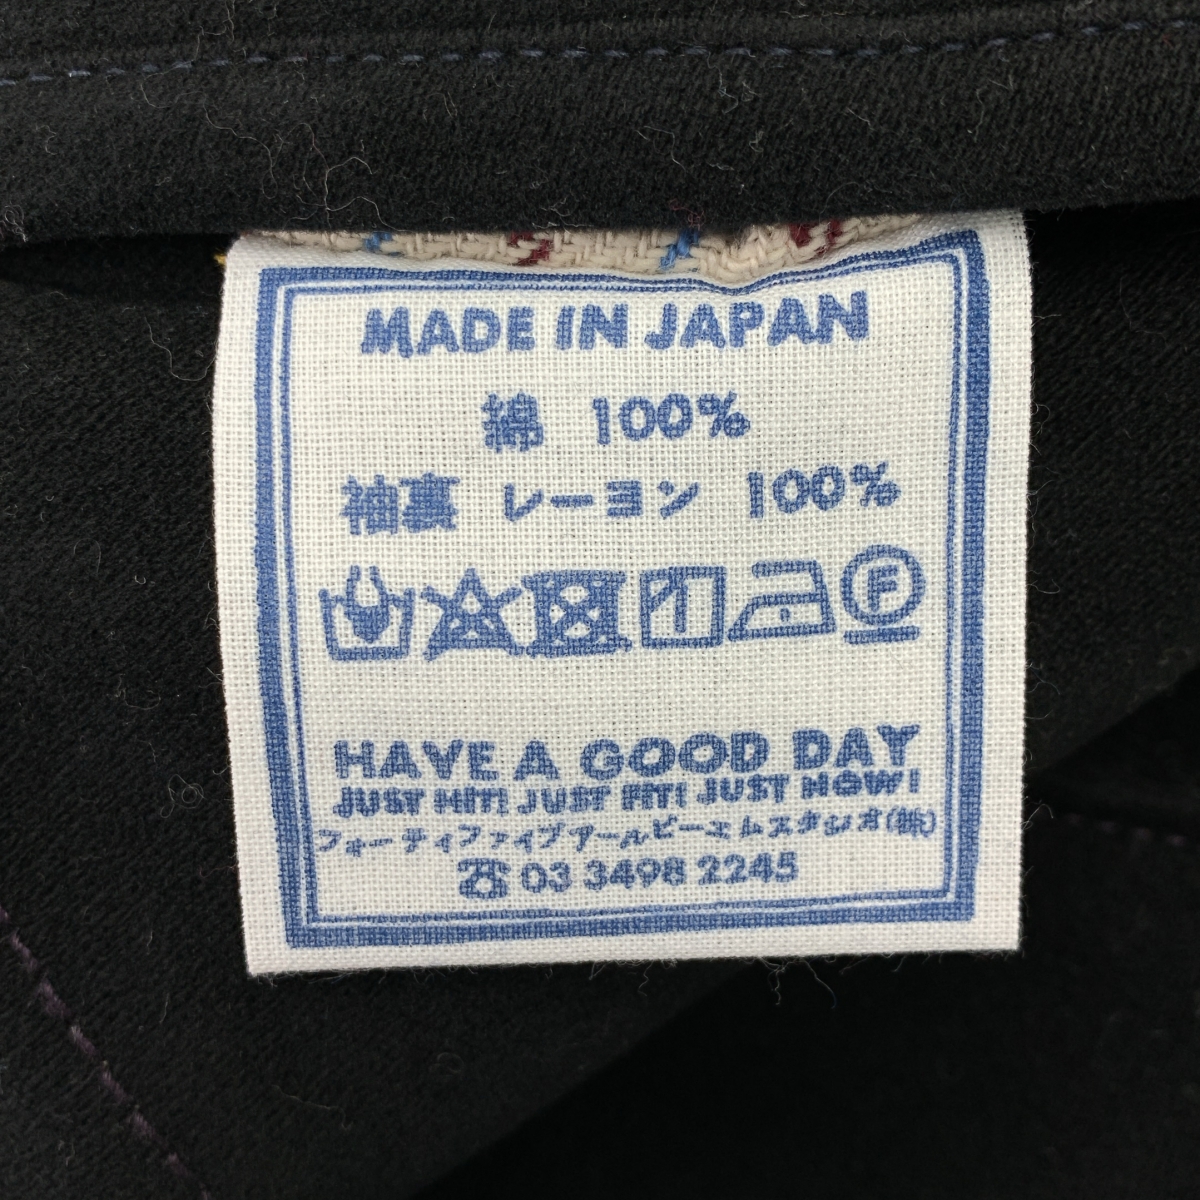 MADE IN JAPAN
綿 100%
袖裏 レーヨン 100%
F
HAVE A GOOD DAY
JUST HIT! JUST FIT! JUST NOW!
フォーティファイブアールピーエムスタジオ(株)
☎ 03 3498 2245